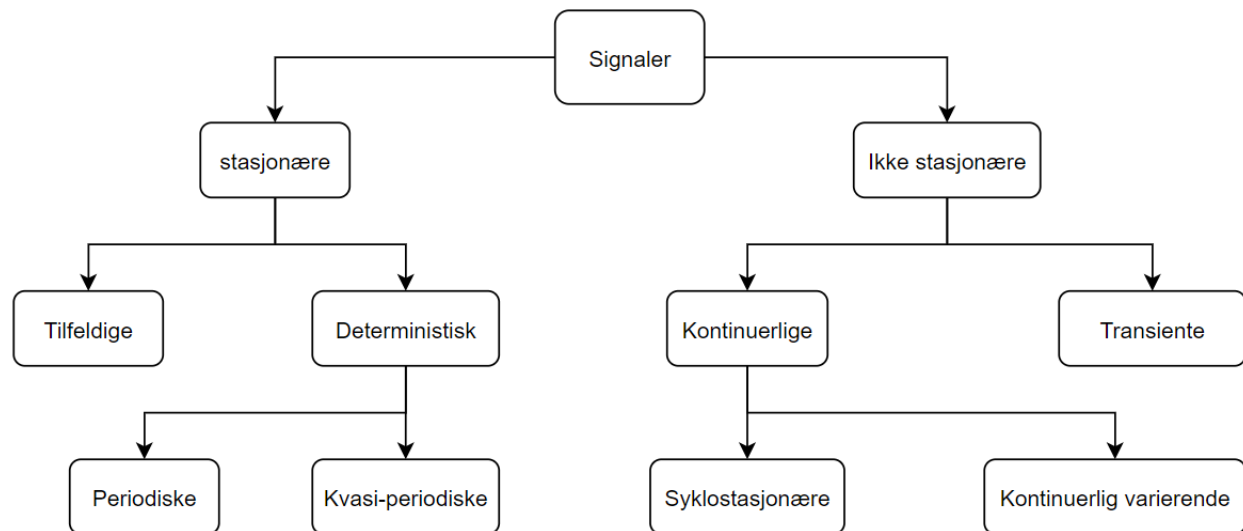 Signaler
stasjonære
Ikke stasjonære
Tilfeldige
Deterministisk
Kontinuerlige
Transiente
Periodiske
Kvasi-periodiske
Syklostasjonære
Kontinuerlig varierende